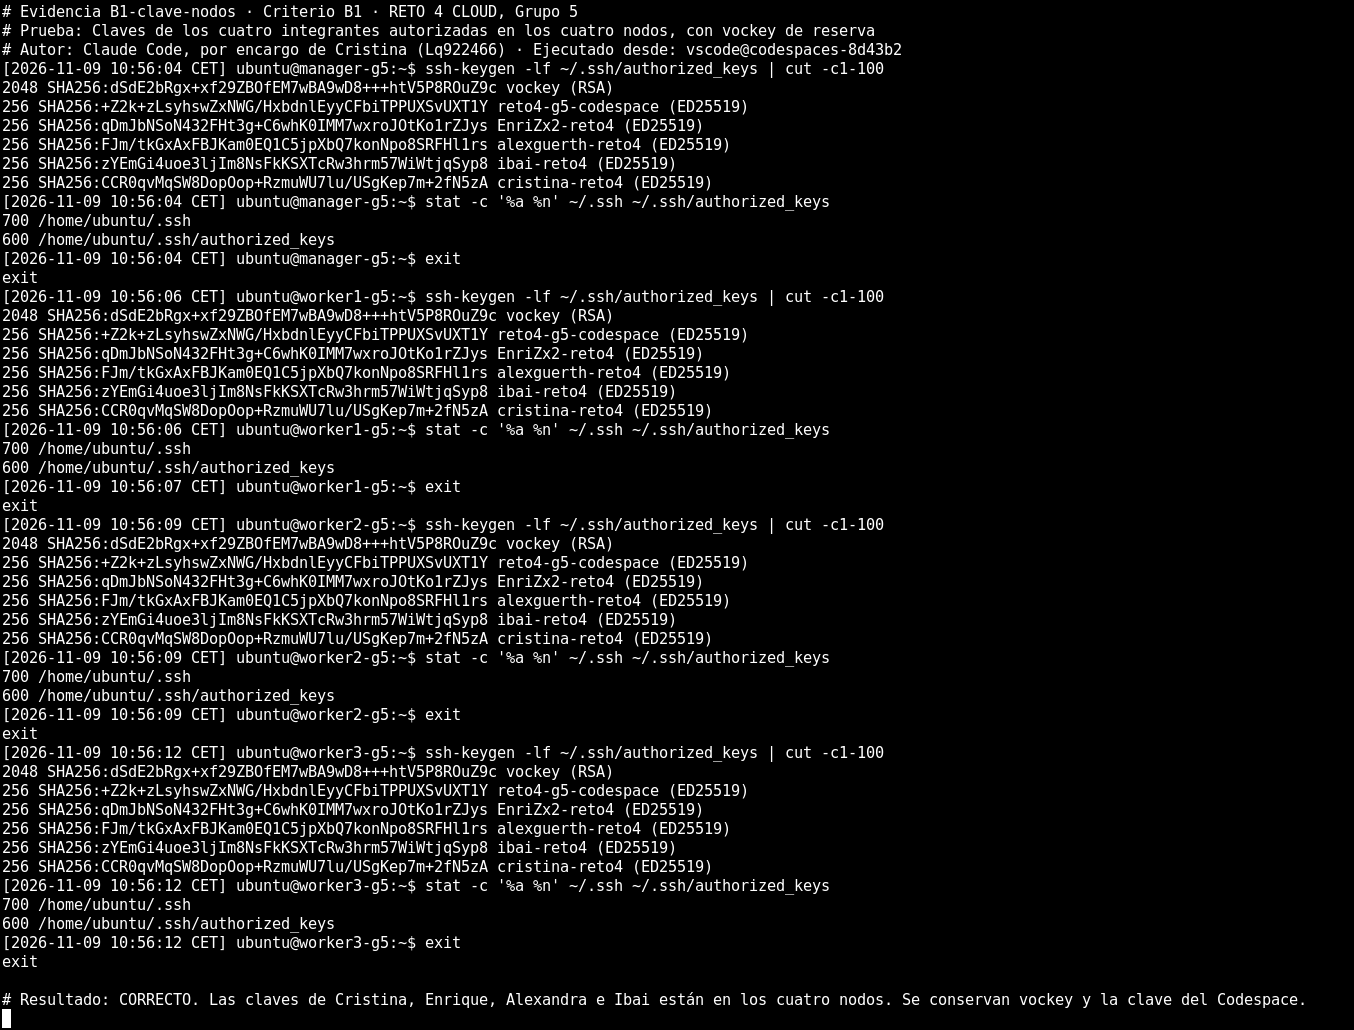 # Evidencia B1-clave-nodos · Criterio B1 · RETO 4 CLOUD, Grupo 5
# Prueba: Claves de los cuatro integrantes autorizadas en los cuatro nodos, con vockey de reserva
# Autor: Claude Code, por encargo de Cristina (Lq922466) · Ejecutado desde: vscode@codespaces-8d43b2
[2026-11-09 10:56:04 CET] ubuntu@manager-g5:~$ ssh-keygen -lf ~/.ssh/authorized_keys | cut -c1-100
2048 SHA256:dSdE2bRgx+xf29ZBOfEM7wBA9wD8+++htV5P8ROuZ9c vockey (RSA)
256 SHA256:+Z2k+zLsyhswZxNWG/HxbdnlEyyCFbiTPPUXSvUXT1Y reto4-g5-codespace (ED25519)
256 SHA256:qDmJbNSoN432FHt3g+C6whK0IMM7wxroJOtKo1rZJys EnriZx2-reto4 (ED25519)
256 SHA256:FJm/tkGxAxFBJKam0EQ1C5jpXbQ7konNpo8SRFHl1rs alexguerth-reto4 (ED25519)
256 SHA256:zYEmGi4uoe3ljIm8NsFkKSXTcRw3hrm57WiWtjqSyp8 ibai-reto4 (ED25519)
256 SHA256:CCR0qvMqSW8DopOop+RzmuWU7lu/USgKep7m+2fN5zA cristina-reto4 (ED25519)
[2026-11-09 10:56:04 CET] ubuntu@manager-g5:~$ stat -c '%a %n' ~/.ssh ~/.ssh/authorized_keys
700 /home/ubuntu/.ssh
600 /home/ubuntu/.ssh/authorized_keys
[2026-11-09 10:56:04 CET] ubuntu@manager-g5:~$ exit
exit
[2026-11-09 10:56:06 CET] ubuntu@worker1-g5:~$ ssh-keygen -lf ~/.ssh/authorized_keys | cut -c1-100
2048 SHA256:dSdE2bRgx+xf29ZBOfEM7wBA9wD8+++htV5P8ROuZ9c vockey (RSA)
256 SHA256:+Z2k+zLsyhswZxNWG/HxbdnlEyyCFbiTPPUXSvUXT1Y reto4-g5-codespace (ED25519)
256 SHA256:qDmJbNSoN432FHt3g+C6whK0IMM7wxroJOtKo1rZJys EnriZx2-reto4 (ED25519)
256 SHA256:FJm/tkGxAxFBJKam0EQ1C5jpXbQ7konNpo8SRFHl1rs alexguerth-reto4 (ED25519)
256 SHA256:zYEmGi4uoe3ljIm8NsFkKSXTcRw3hrm57WiWtjqSyp8 ibai-reto4 (ED25519)
256 SHA256:CCR0qvMqSW8DopOop+RzmuWU7lu/USgKep7m+2fN5zA cristina-reto4 (ED25519)
[2026-11-09 10:56:06 CET] ubuntu@worker1-g5:~$ stat -c '%a %n' ~/.ssh ~/.ssh/authorized_keys
700 /home/ubuntu/.ssh
600 /home/ubuntu/.ssh/authorized_keys
[2026-11-09 10:56:07 CET] ubuntu@worker1-g5:~$ exit
exit
[2026-11-09 10:56:09 CET] ubuntu@worker2-g5:~$ ssh-keygen -lf ~/.ssh/authorized_keys | cut -c1-100
2048 SHA256:dSdE2bRgx+xf29ZBOfEM7wBA9wD8+++htV5P8ROuZ9c vockey (RSA)
256 SHA256:+Z2k+zLsyhswZxNWG/HxbdnlEyyCFbiTPPUXSvUXT1Y reto4-g5-codespace (ED25519)
256 SHA256:qDmJbNSoN432FHt3g+C6whK0IMM7wxroJOtKo1rZJys EnriZx2-reto4 (ED25519)
256 SHA256:FJm/tkGxAxFBJKam0EQ1C5jpXbQ7konNpo8SRFHl1rs alexguerth-reto4 (ED25519)
256 SHA256:zYEmGi4uoe3ljIm8NsFkKSXTcRw3hrm57WiWtjqSyp8 ibai-reto4 (ED25519)
256 SHA256:CCR0qvMqSW8DopOop+RzmuWU7lu/USgKep7m+2fN5zA cristina-reto4 (ED25519)
[2026-11-09 10:56:09 CET] ubuntu@worker2-g5:~$ stat -c '%a %n' ~/.ssh ~/.ssh/authorized_keys
700 /home/ubuntu/.ssh
600 /home/ubuntu/.ssh/authorized_keys
[2026-11-09 10:56:09 CET] ubuntu@worker2-g5:~$ exit
exit
[2026-11-09 10:56:12 CET] ubuntu@worker3-g5:~$ ssh-keygen -lf ~/.ssh/authorized_keys | cut -c1-100
2048 SHA256:dSdE2bRgx+xf29ZBOfEM7wBA9wD8+++htV5P8ROuZ9c vockey (RSA)
256 SHA256:+Z2k+zLsyhswZxNWG/HxbdnlEyyCFbiTPPUXSvUXT1Y reto4-g5-codespace (ED25519)
256 SHA256:qDmJbNSoN432FHt3g+C6whK0IMM7wxroJOtKo1rZJys EnriZx2-reto4 (ED25519)
256 SHA256:FJm/tkGxAxFBJKam0EQ1C5jpXbQ7konNpo8SRFHl1rs alexguerth-reto4 (ED25519)
256 SHA256:zYEmGi4uoe3ljIm8NsFkKSXTcRw3hrm57WiWtjqSyp8 ibai-reto4 (ED25519)
256 SHA256:CCR0qvMqSW8DopOop+RzmuWU7lu/USgKep7m+2fN5zA cristina-reto4 (ED25519)
[2026-11-09 10:56:12 CET] ubuntu@worker3-g5:~$ stat -c '%a %n' ~/.ssh ~/.ssh/authorized_keys
700 /home/ubuntu/.ssh
600 /home/ubuntu/.ssh/authorized_keys
[2026-11-09 10:56:12 CET] ubuntu@worker3-g5:~$ exit
exit
# Resultado: CORRECTO. Las claves de Cristina, Enrique, Alexandra e Ibai están en los cuatro nodos. Se conservan vockey y la clave del Codespace.